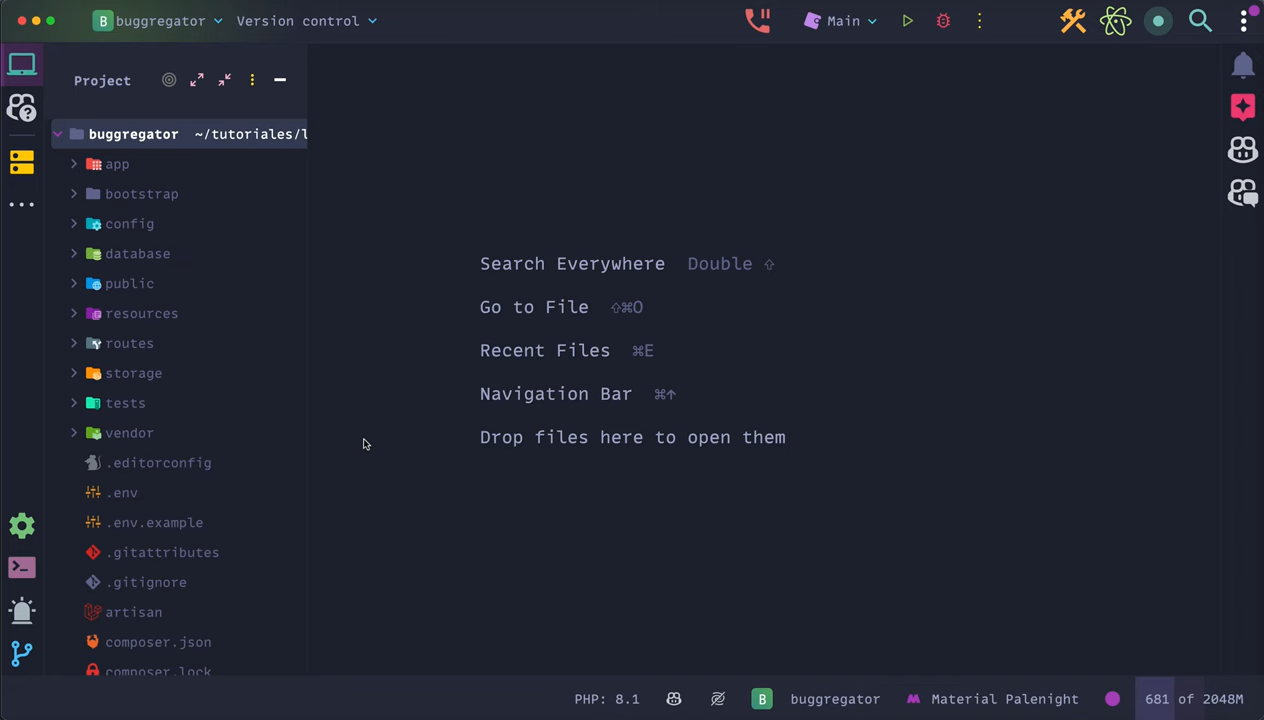 B buggregator Version control Main
Project
buggregator ~/tutoriales/l
app
bootstrap
config
database
public
resources
routes
storage
tests
vendor
.editorconfig
.env
.env.example
.gitattributes
.gitignore
artisan
composer.json
composer.lock
Search Everywhere Double ⇧
Go to File ⇧⌘O
Recent Files ⌘E
Navigation Bar ⌘↑
Drop files here to open them
PHP: 8.1 B buggregator Material Palenight 681 of 2048M